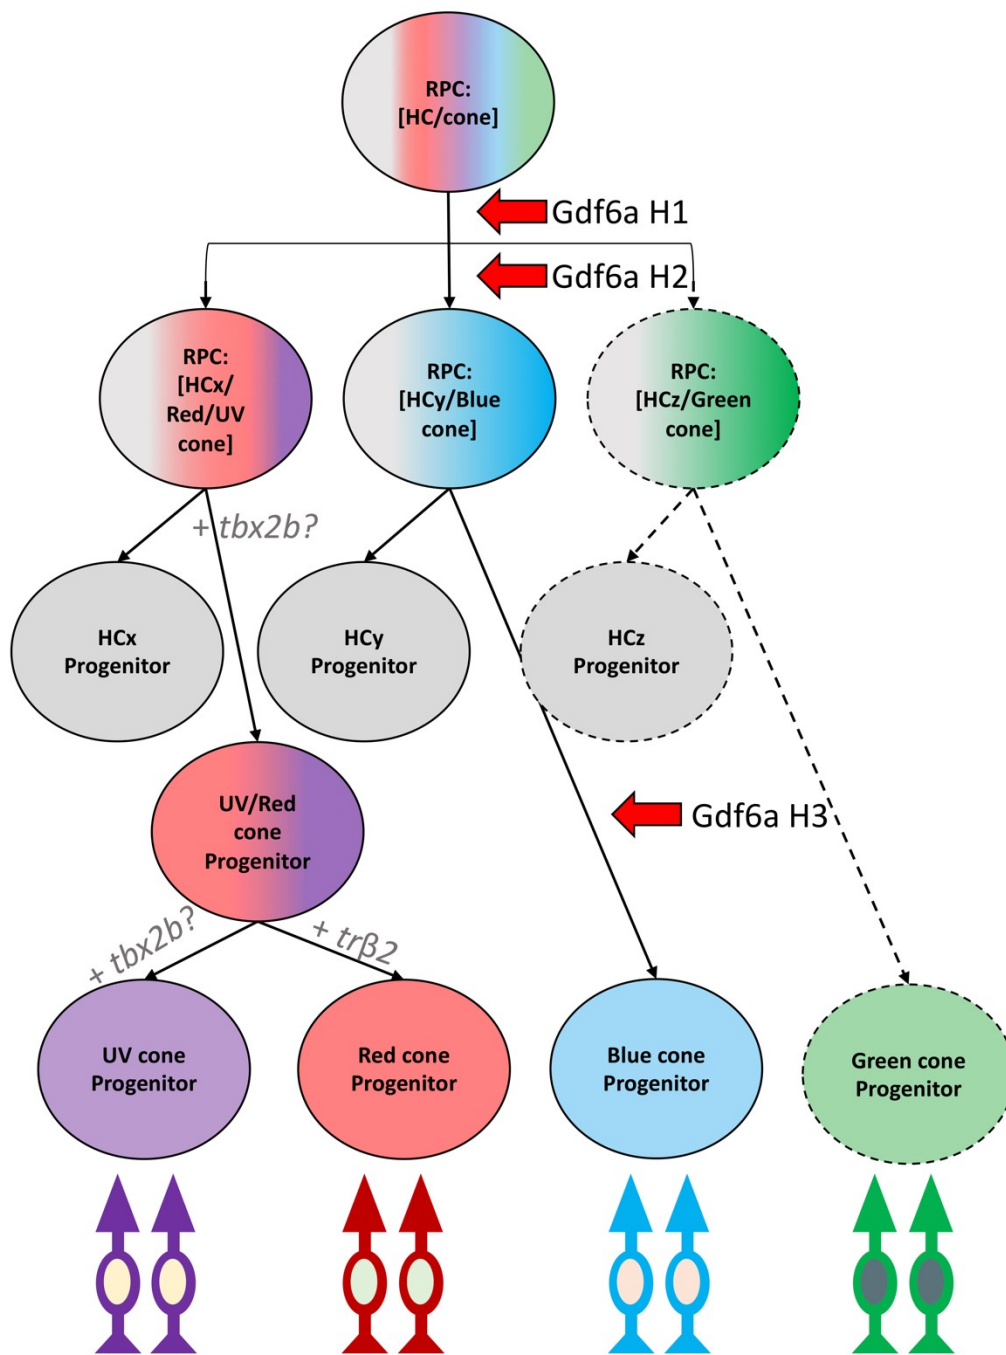 RPC:
[HC/cone]
Gdf6a H1
Gdf6a H2
RPC:
[HCx/
Red/UV
cone]
RPC:
[HCy/Blue
cone]
RPC:
[HCz/Green
cone]
+ tbx2b?
HCx
Progenitor
HCy
Progenitor
HCz
Progenitor
UV/Red
cone
Progenitor
Gdf6a H3
+ tbx2b?
+ trβ2
UV cone
Progenitor
Red cone
Progenitor
Blue cone
Progenitor
Green cone
Progenitor